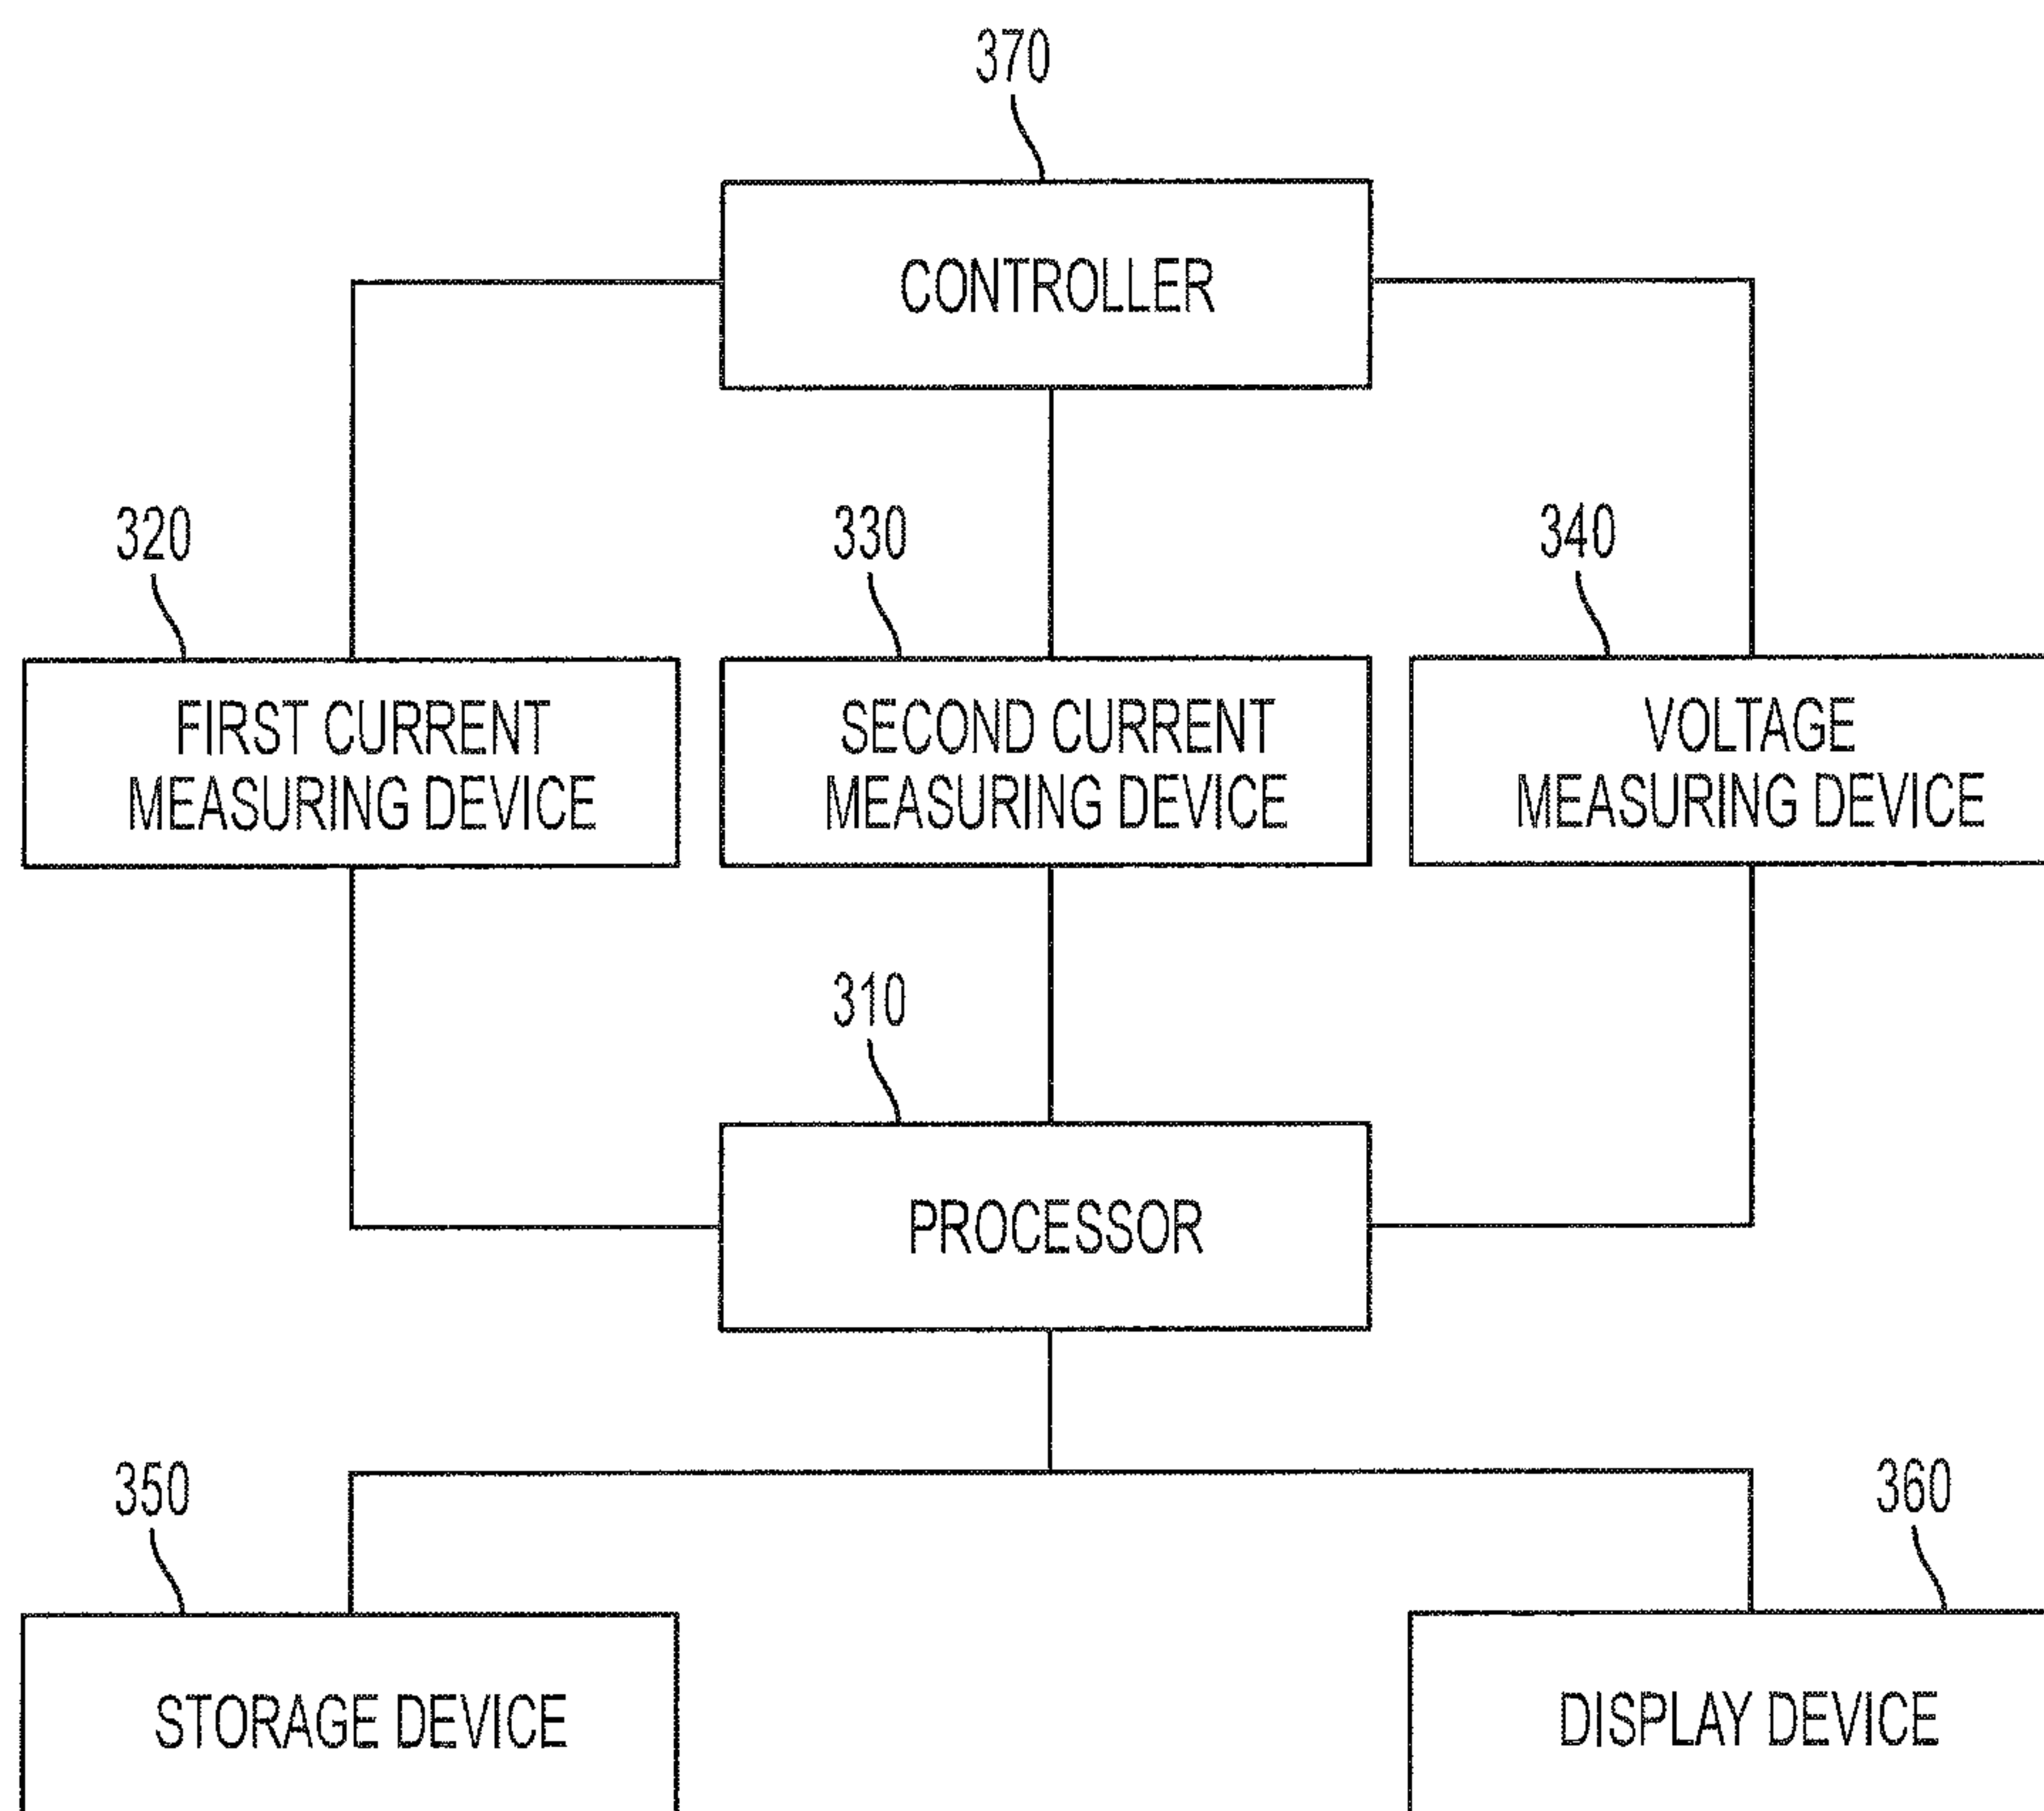 370
CONTROLLER
320
330
340
FIRST CURRENT
MEASURING DEVICE
SECOND CURRENT
MEASURING DEVICE
VOLTAGE
MEASURING DEVICE
310
PROCESSOR
350
360
STORAGE DEVICE
DISPLAY DEVICE